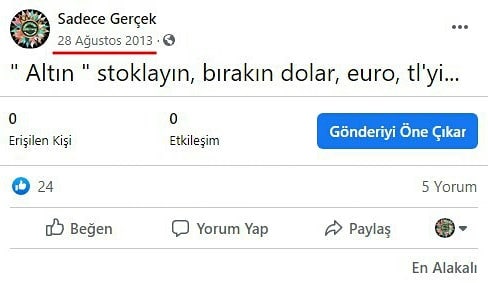 Sadece Gerçek
28 Ağustos 2013 ·
" Altın " stoklayın, bırakın dolar, euro, tl'yi...
0
Erişilen Kişi
0
Etkileşim
Gönderiyi Öne Çıkar
24
5 Yorum
Beğen
Yorum Yap
Paylaş
En Alakalı